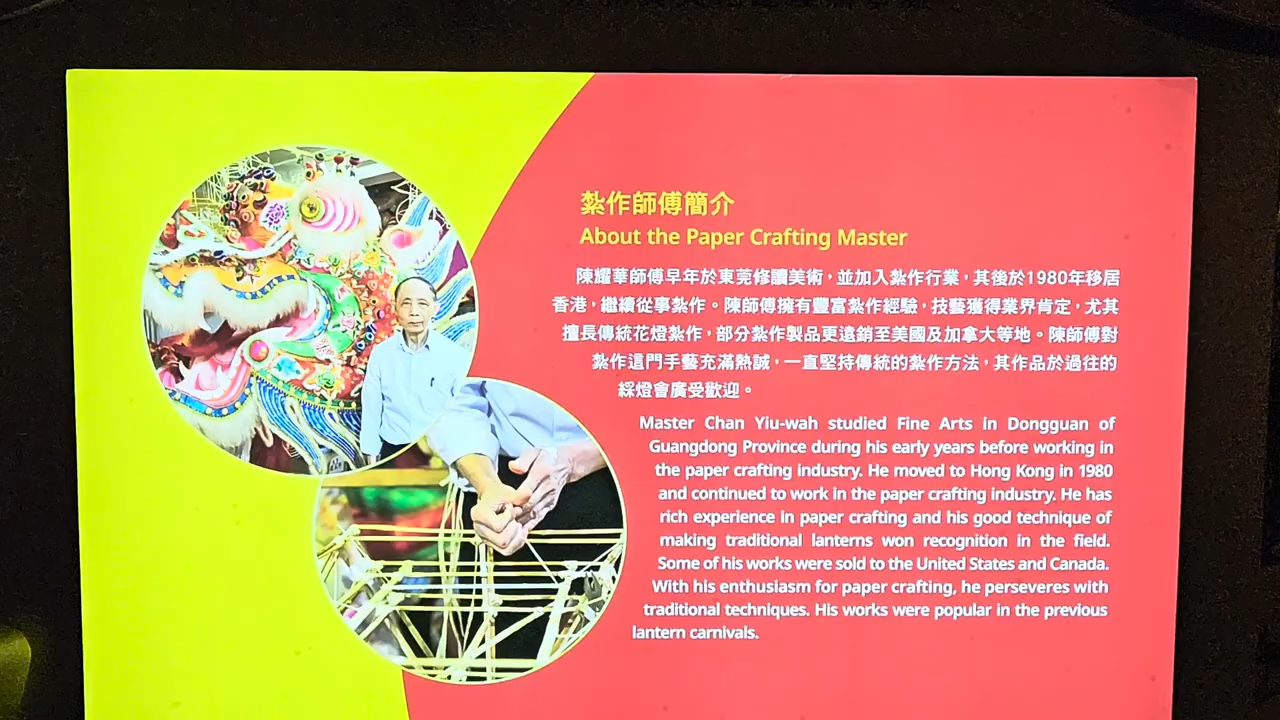 紮作師傅簡介
About the Paper Crafting Master
陳耀華師傅早年於東莞修讀美術，並加入紮作行業，其後於1980年移居
香港，繼續從事紮作。陳師傅擁有豐富紮作經驗，技藝獲得業界肯定，尤其
擅長傳統花燈紮作，部分紮作製品更遠銷至美國及加拿大等地。陳師傅對
紮作這門手藝充滿熱誠，一直堅持傳統的紮作方法，其作品於過往的
綵燈會廣受歡迎。
Master Chan Yiu-wah studied Fine Arts in Dongguan of
Guangdong Province during his early years before working in
the paper crafting industry. He moved to Hong Kong in 1980
and continued to work in the paper crafting industry. He has
rich experience in paper crafting and his good technique of
making traditional lanterns won recognition in the field.
Some of his works were sold to the United States and Canada.
With his enthusiasm for paper crafting, he perseveres with
traditional techniques. His works were popular in the previous
lantern carnivals.